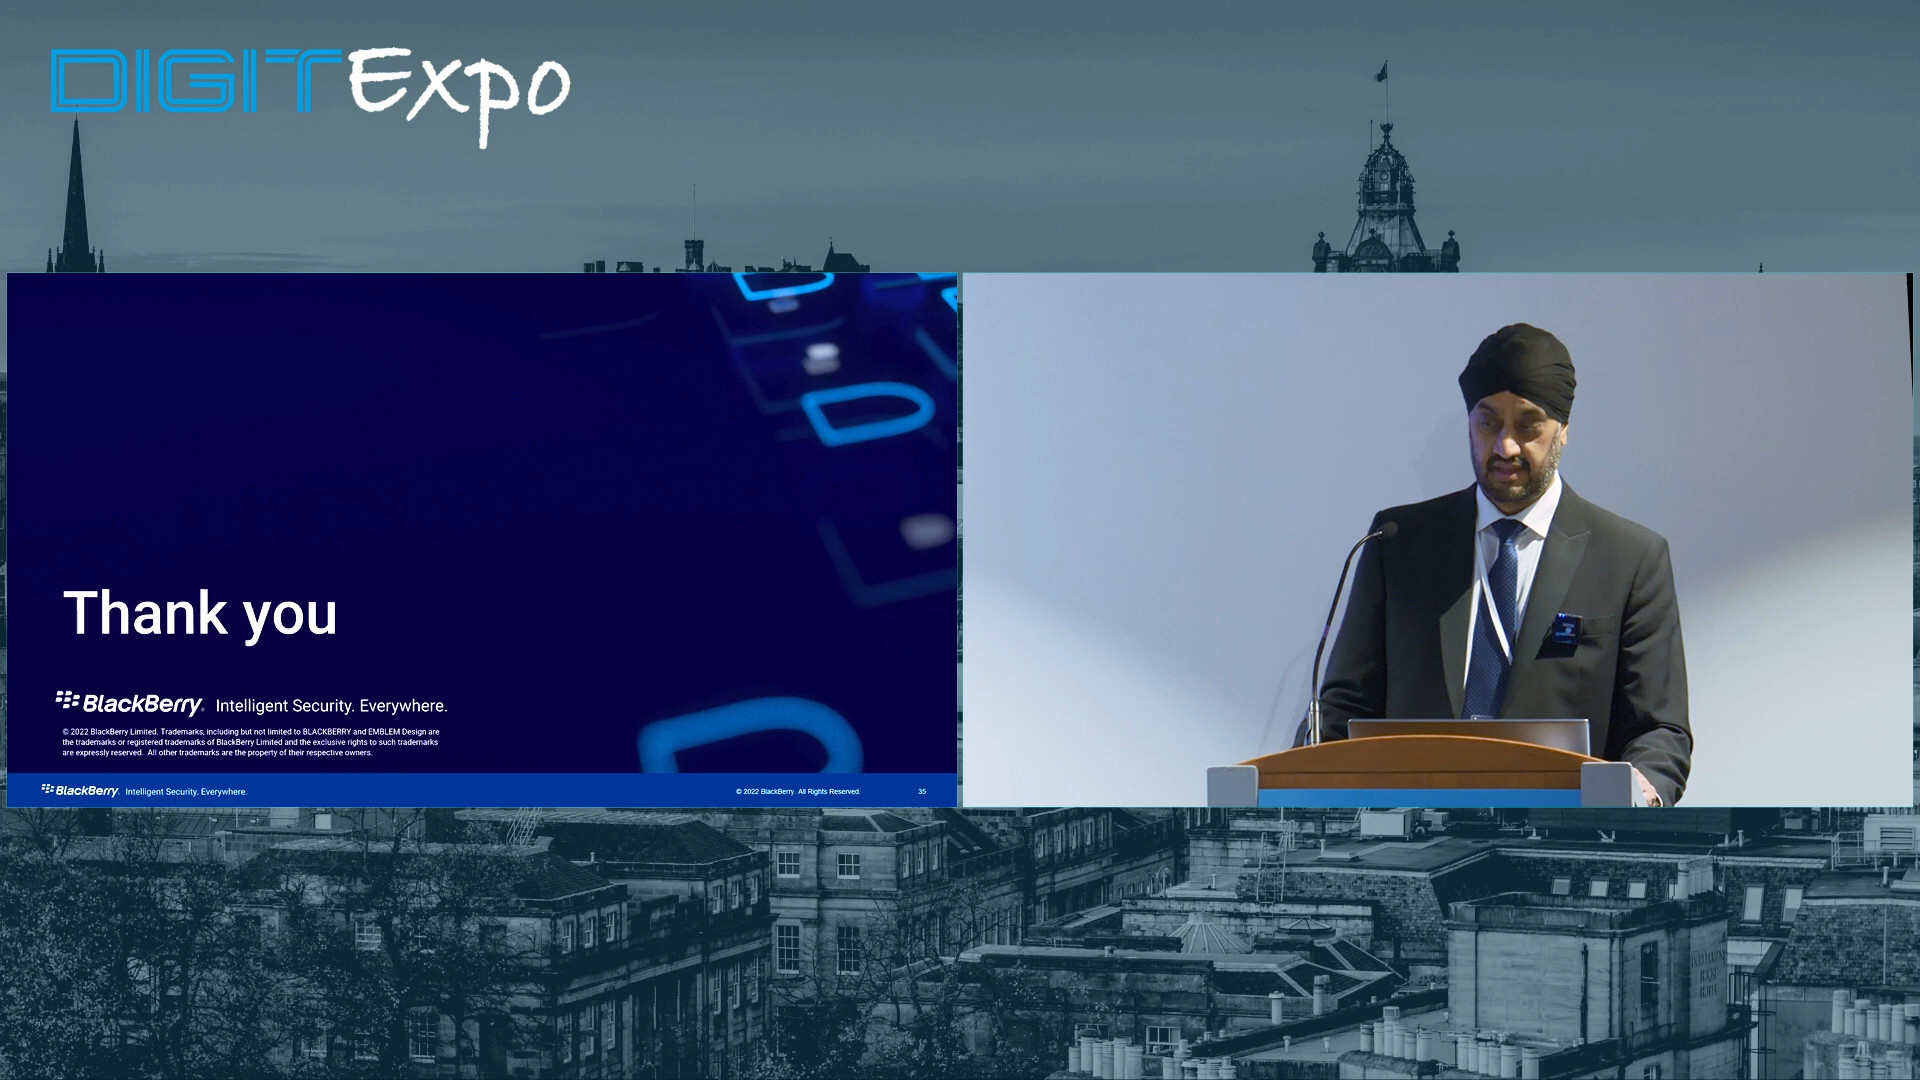 DIGITExpo
Thank you
BlackBerry. Intelligent Security. Everywhere.
© 2022 BlackBerry Limited. Trademarks, including but not limited to BLACKBERRY and EMBLEM Design are
the trademarks or registered trademarks of BlackBerry Limited and the exclusive rights to such trademarks
are expressly reserved. All other trademarks are the property of their respective owners.
BlackBerry. Intelligent Security. Everywhere.
© 2022 BlackBerry. All Rights Reserved.
35